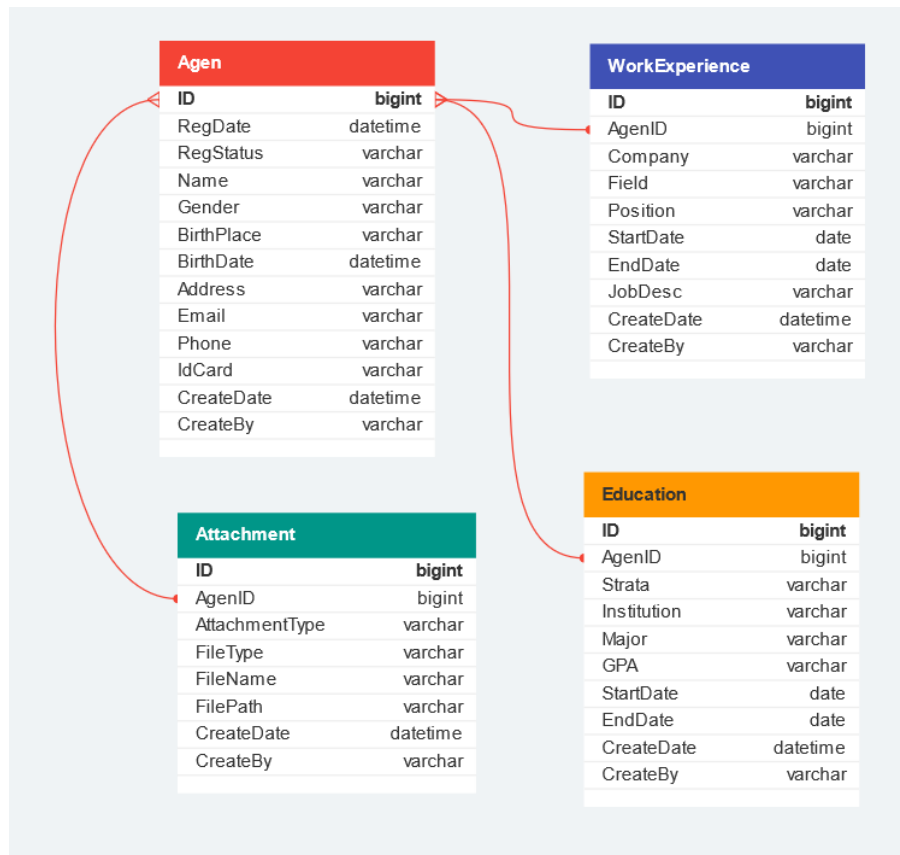 Agen
ID bigint
RegDate datetime
RegStatus varchar
Name varchar
Gender varchar
BirthPlace varchar
BirthDate datetime
Address varchar
Email varchar
Phone varchar
IdCard varchar
CreateDate datetime
CreateBy varchar
WorkExperience
ID bigint
AgenID bigint
Company varchar
Field varchar
Position varchar
StartDate date
EndDate date
JobDesc varchar
CreateDate datetime
CreateBy varchar
Attachment
ID bigint
AgenID bigint
AttachmentType varchar
FileType varchar
FileName varchar
FilePath varchar
CreateDate datetime
CreateBy varchar
Education
ID bigint
AgenID bigint
Strata varchar
Institution varchar
Major varchar
GPA varchar
StartDate date
EndDate date
CreateDate datetime
CreateBy varchar